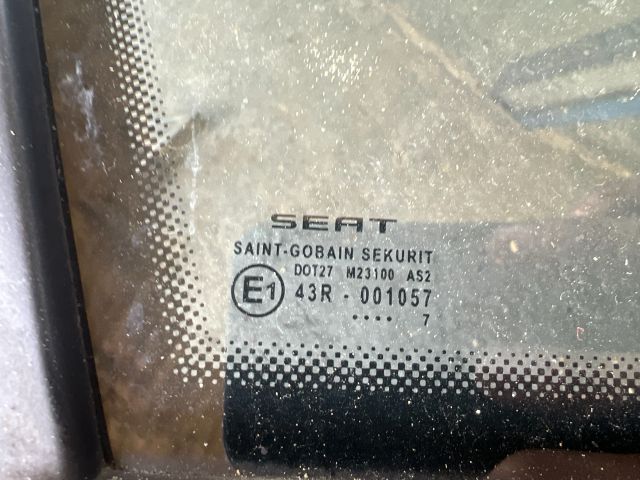 SEAT
SAINT-GOBAIN SEKURIT
DOT27 M23100 AS2
E1 43R - 001057
.... 7